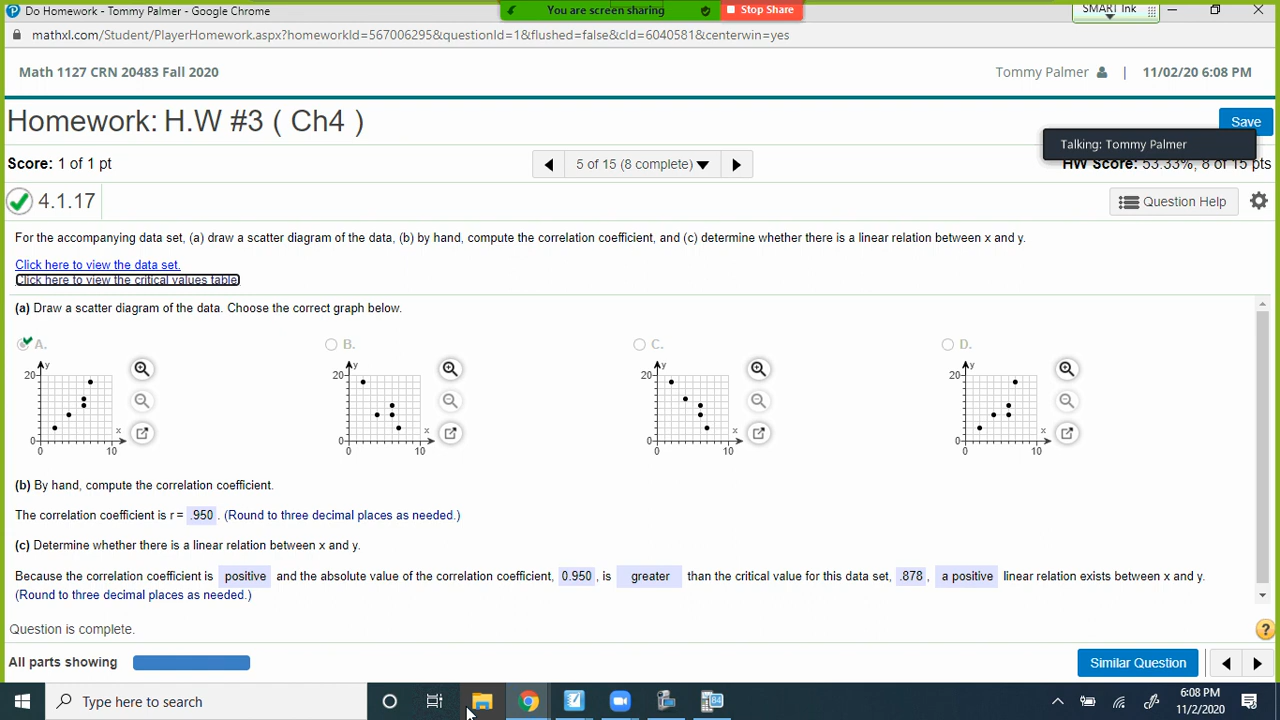 Do Homework - Tommy Palmer - Google Chrome
You are screen sharing
Stop Share
SMART Ink
mathxl.com/Student/PlayerHomework.aspx?homeworkId=567006295&questionId=1&flushed=false&cId=6040581&centerwin=yes
Math 1127 CRN 20483 Fall 2020
Tommy Palmer | 11/02/20 6:08 PM
Homework: H.W #3 ( Ch4 )
Save
Talking: Tommy Palmer
Score: 1 of 1 pt
5 of 15 (8 complete)
HW Score: 53.33%, 8 of 15 pts
4.1.17
Question Help
For the accompanying data set, (a) draw a scatter diagram of the data, (b) by hand, compute the correlation coefficient, and (c) determine whether there is a linear relation between x and y.
Click here to view the data set.
Click here to view the critical values table.
(a) Draw a scatter diagram of the data. Choose the correct graph below.
A. B. C. D.
y y y y
20 20 20 20
x x x x
0 0 0 0
0 10 0 10 0 10 0 10
(b) By hand, compute the correlation coefficient.
The correlation coefficient is r = .950 . (Round to three decimal places as needed.)
(c) Determine whether there is a linear relation between x and y.
Because the correlation coefficient is positive and the absolute value of the correlation coefficient, 0.950 , is greater than the critical value for this data set, .878 , a positive linear relation exists between x and y.
(Round to three decimal places as needed.)
Question is complete.
?
All parts showing
Similar Question
Type here to search
6:08 PM
11/2/2020